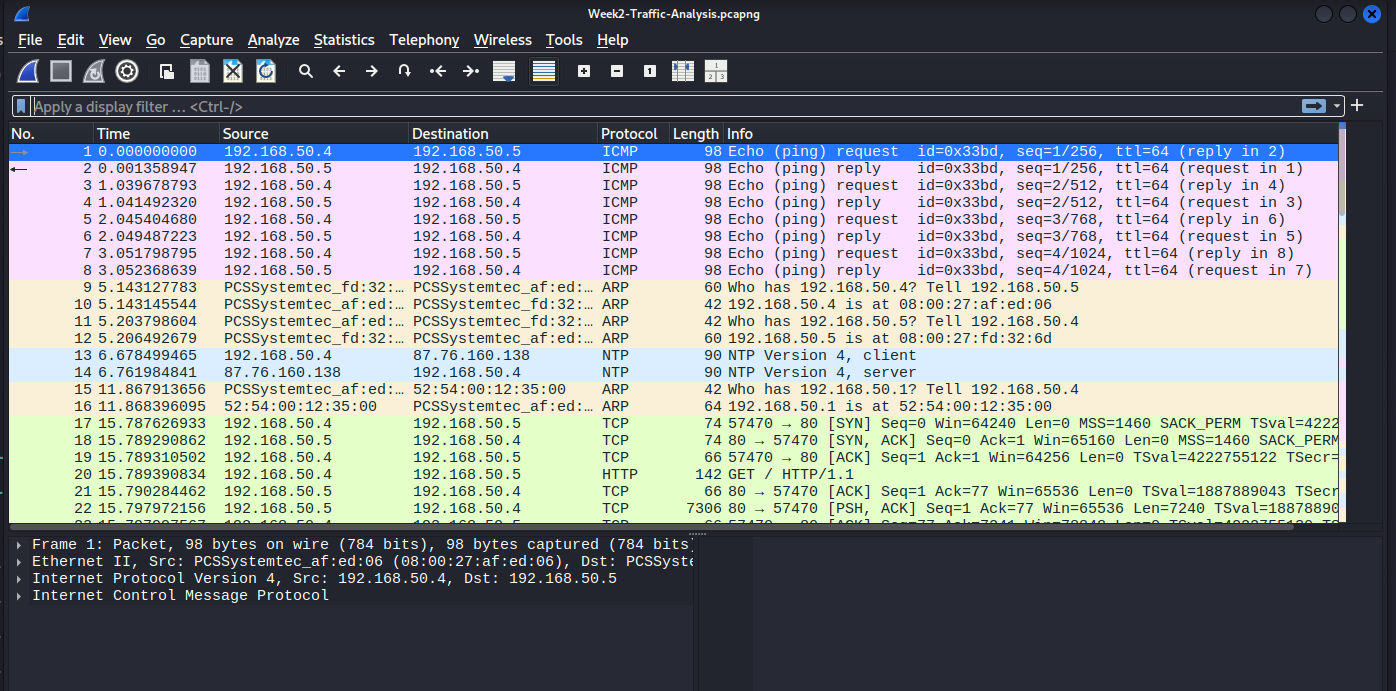 Week2-Traffic-Analysis.pcapng
File Edit View Go Capture Analyze Statistics Telephony Wireless Tools Help
Apply a display filter ... <Ctrl-/>
No. Time Source Destination Protocol Length Info
1 0.000000000 192.168.50.4 192.168.50.5 ICMP 98 Echo (ping) request id=0x33bd, seq=1/256, ttl=64 (reply in 2)
2 0.001358947 192.168.50.5 192.168.50.4 ICMP 98 Echo (ping) reply id=0x33bd, seq=1/256, ttl=64 (request in 1)
3 1.039678793 192.168.50.4 192.168.50.5 ICMP 98 Echo (ping) request id=0x33bd, seq=2/512, ttl=64 (reply in 4)
4 1.041492320 192.168.50.5 192.168.50.4 ICMP 98 Echo (ping) reply id=0x33bd, seq=2/512, ttl=64 (request in 3)
5 2.045404680 192.168.50.4 192.168.50.5 ICMP 98 Echo (ping) request id=0x33bd, seq=3/768, ttl=64 (reply in 6)
6 2.049487223 192.168.50.5 192.168.50.4 ICMP 98 Echo (ping) reply id=0x33bd, seq=3/768, ttl=64 (request in 5)
7 3.051798795 192.168.50.4 192.168.50.5 ICMP 98 Echo (ping) request id=0x33bd, seq=4/1024, ttl=64 (reply in 8)
8 3.052368639 192.168.50.5 192.168.50.4 ICMP 98 Echo (ping) reply id=0x33bd, seq=4/1024, ttl=64 (request in 7)
9 5.143127783 PCSSystemtec_fd:32:… PCSSystemtec_af:ed:… ARP 60 Who has 192.168.50.4? Tell 192.168.50.5
10 5.143145544 PCSSystemtec_af:ed:… PCSSystemtec_fd:32:… ARP 42 192.168.50.4 is at 08:00:27:af:ed:06
11 5.203798604 PCSSystemtec_af:ed:… PCSSystemtec_fd:32:… ARP 42 Who has 192.168.50.5? Tell 192.168.50.4
12 5.206492679 PCSSystemtec_fd:32:… PCSSystemtec_af:ed:… ARP 60 192.168.50.5 is at 08:00:27:fd:32:6d
13 6.678499465 192.168.50.4 87.76.160.138 NTP 90 NTP Version 4, client
14 6.761984841 87.76.160.138 192.168.50.4 NTP 90 NTP Version 4, server
15 11.867913656 PCSSystemtec_af:ed:… 52:54:00:12:35:00 ARP 42 Who has 192.168.50.1? Tell 192.168.50.4
16 11.868396095 52:54:00:12:35:00 PCSSystemtec_af:ed:… ARP 64 192.168.50.1 is at 52:54:00:12:35:00
17 15.787626933 192.168.50.4 192.168.50.5 TCP 74 57470 → 80 [SYN] Seq=0 Win=64240 Len=0 MSS=1460 SACK_PERM TSval=4222
18 15.789290862 192.168.50.5 192.168.50.4 TCP 74 80 → 57470 [SYN, ACK] Seq=0 Ack=1 Win=65160 Len=0 MSS=1460 SACK_PERM
19 15.789310502 192.168.50.4 192.168.50.5 TCP 66 57470 → 80 [ACK] Seq=1 Ack=1 Win=64256 Len=0 TSval=4222755122 TSecr=
20 15.789390834 192.168.50.4 192.168.50.5 HTTP 142 GET / HTTP/1.1
21 15.790284462 192.168.50.5 192.168.50.4 TCP 66 80 → 57470 [ACK] Seq=1 Ack=77 Win=65536 Len=0 TSval=1887889043 TSecr
22 15.797972156 192.168.50.5 192.168.50.4 TCP 7306 80 → 57470 [PSH, ACK] Seq=1 Ack=77 Win=65536 Len=7240 TSval=18878890
Frame 1: Packet, 98 bytes on wire (784 bits), 98 bytes captured (784 bits)
Ethernet II, Src: PCSSystemtec_af:ed:06 (08:00:27:af:ed:06), Dst: PCSSyste
Internet Protocol Version 4, Src: 192.168.50.4, Dst: 192.168.50.5
Internet Control Message Protocol